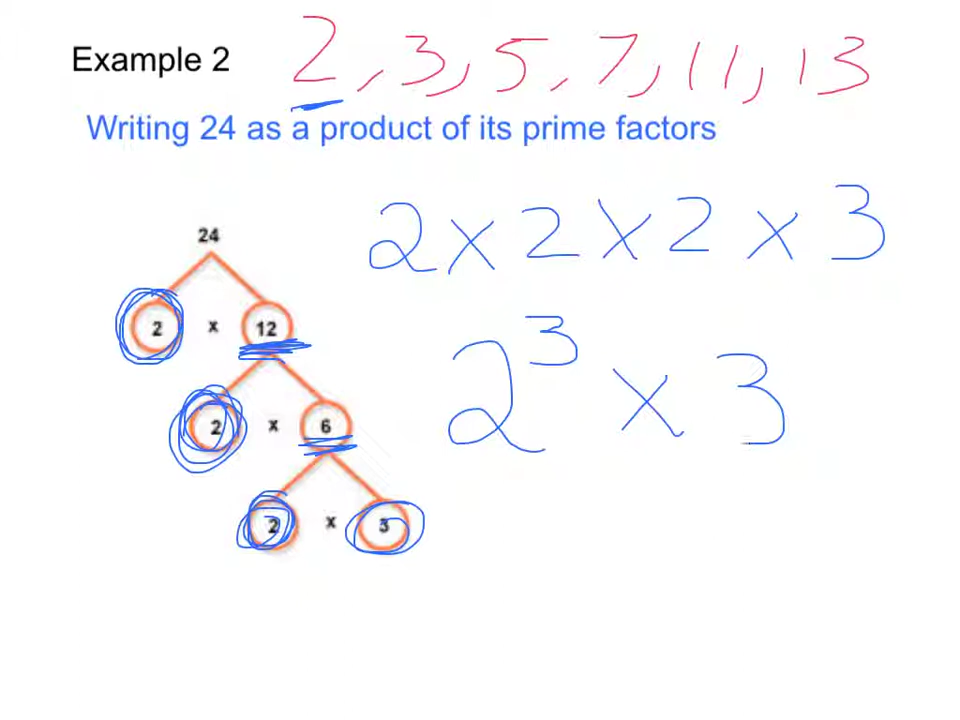 Example 2 2, 3, 5, 7, 11, 13
Writing 24 as a product of its prime factors
2 x 2 x 2 x 3
24
2 x 12
2³ x 3
2 x 6
2 x 3